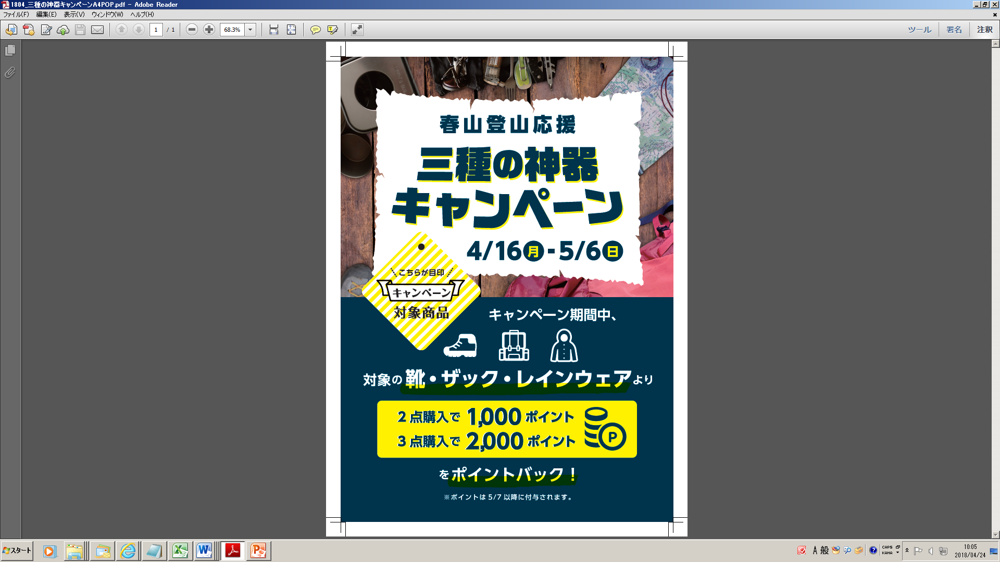 1804_三種の神器キャンペーンA4POP.pdf - Adobe Reader
ファイル(F) 編集(E) 表示(V) ウィンドウ(W) ヘルプ(H)
1 / 1 68.3% ツール 署名 注釈
春山登山応援
三種の神器
キャンペーン
4/16月-5/6日
こちらが目印
キャンペーン
対象商品
キャンペーン期間中、
対象の靴・ザック・レインウェアより
2点購入で1,000ポイント
3点購入で2,000ポイント
P
をポイントバック！
※ポイントは5/7以降に付与されます。
スタート
A 般 CAPS KANA
10:05
2018/04/24